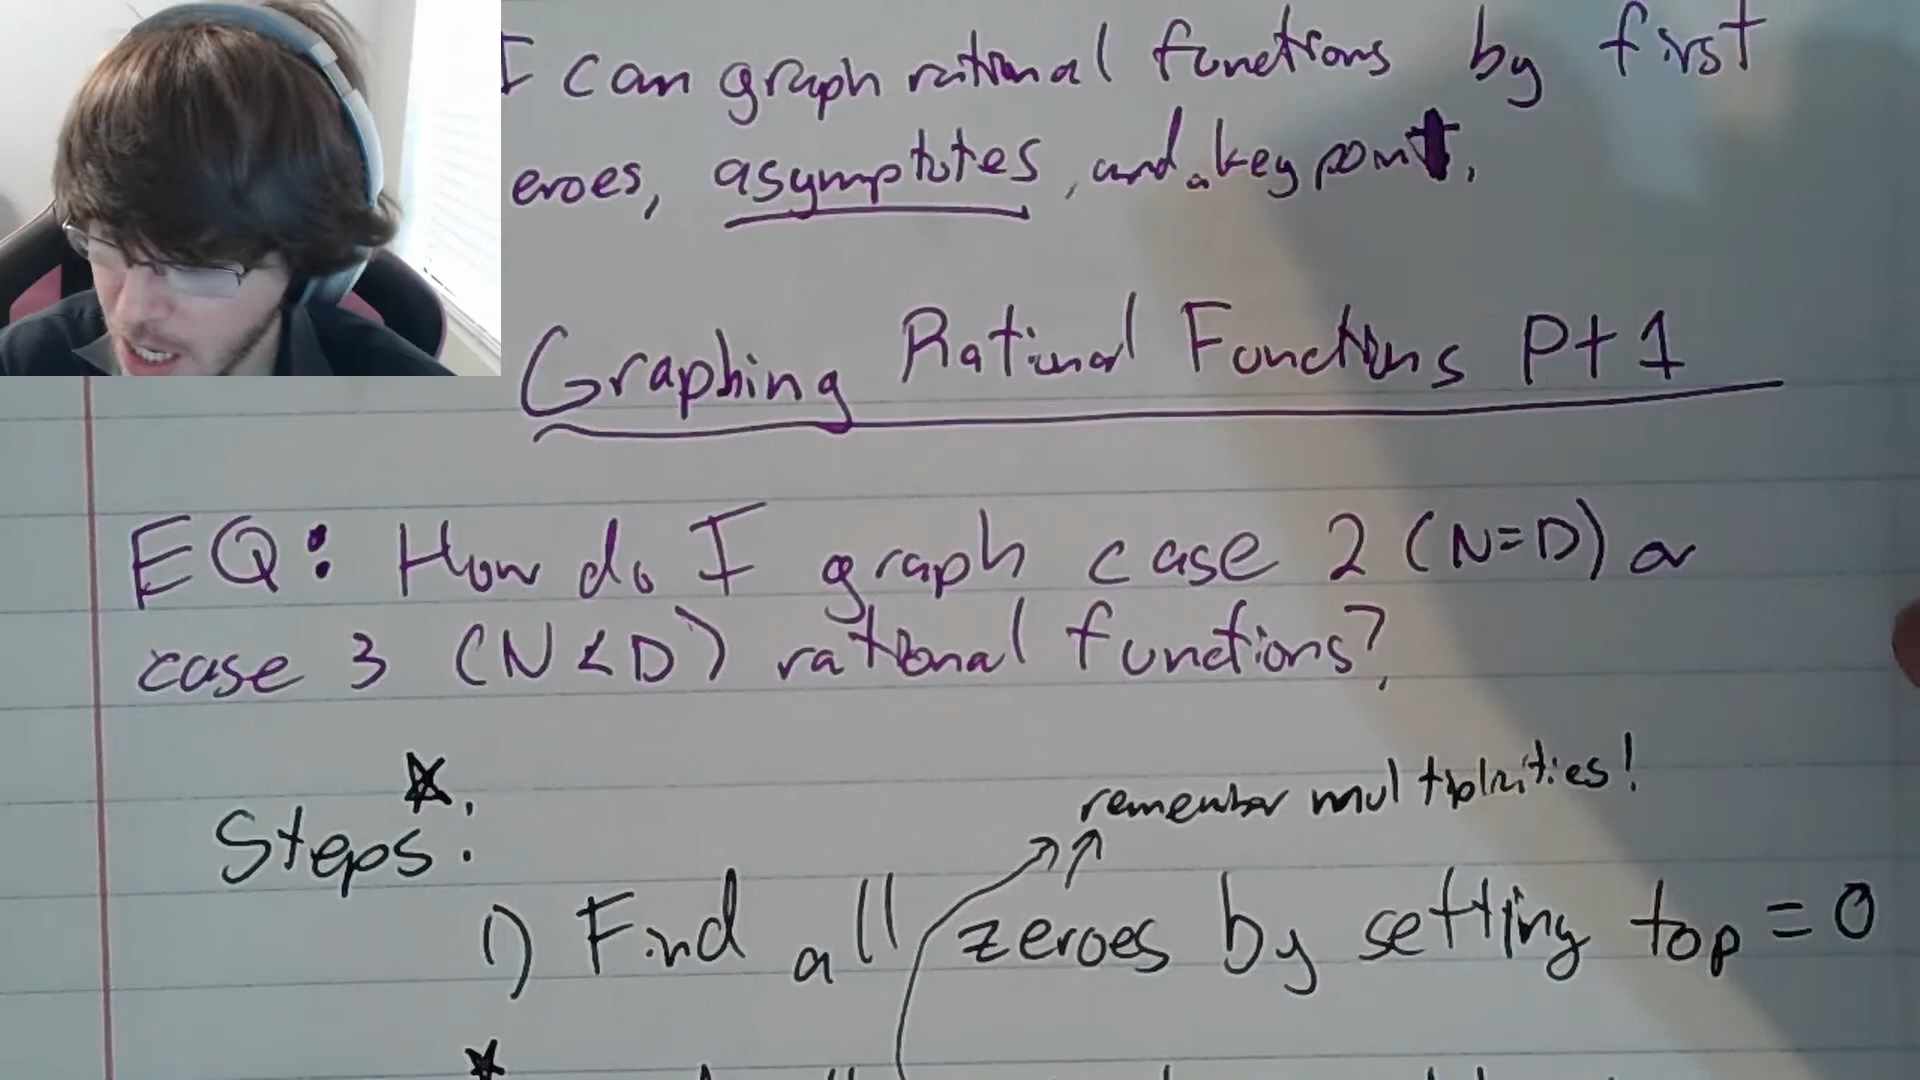 I can graph rational functions by first
eroes, asymptotes, and a key point.
Graphing Rational Functions Pt 1
EQ: How do I graph case 2 (N=D) or
case 3 (N<D) rational functions?
remember multiplicities!
Steps:
1) Find all zeroes by setting top = 0